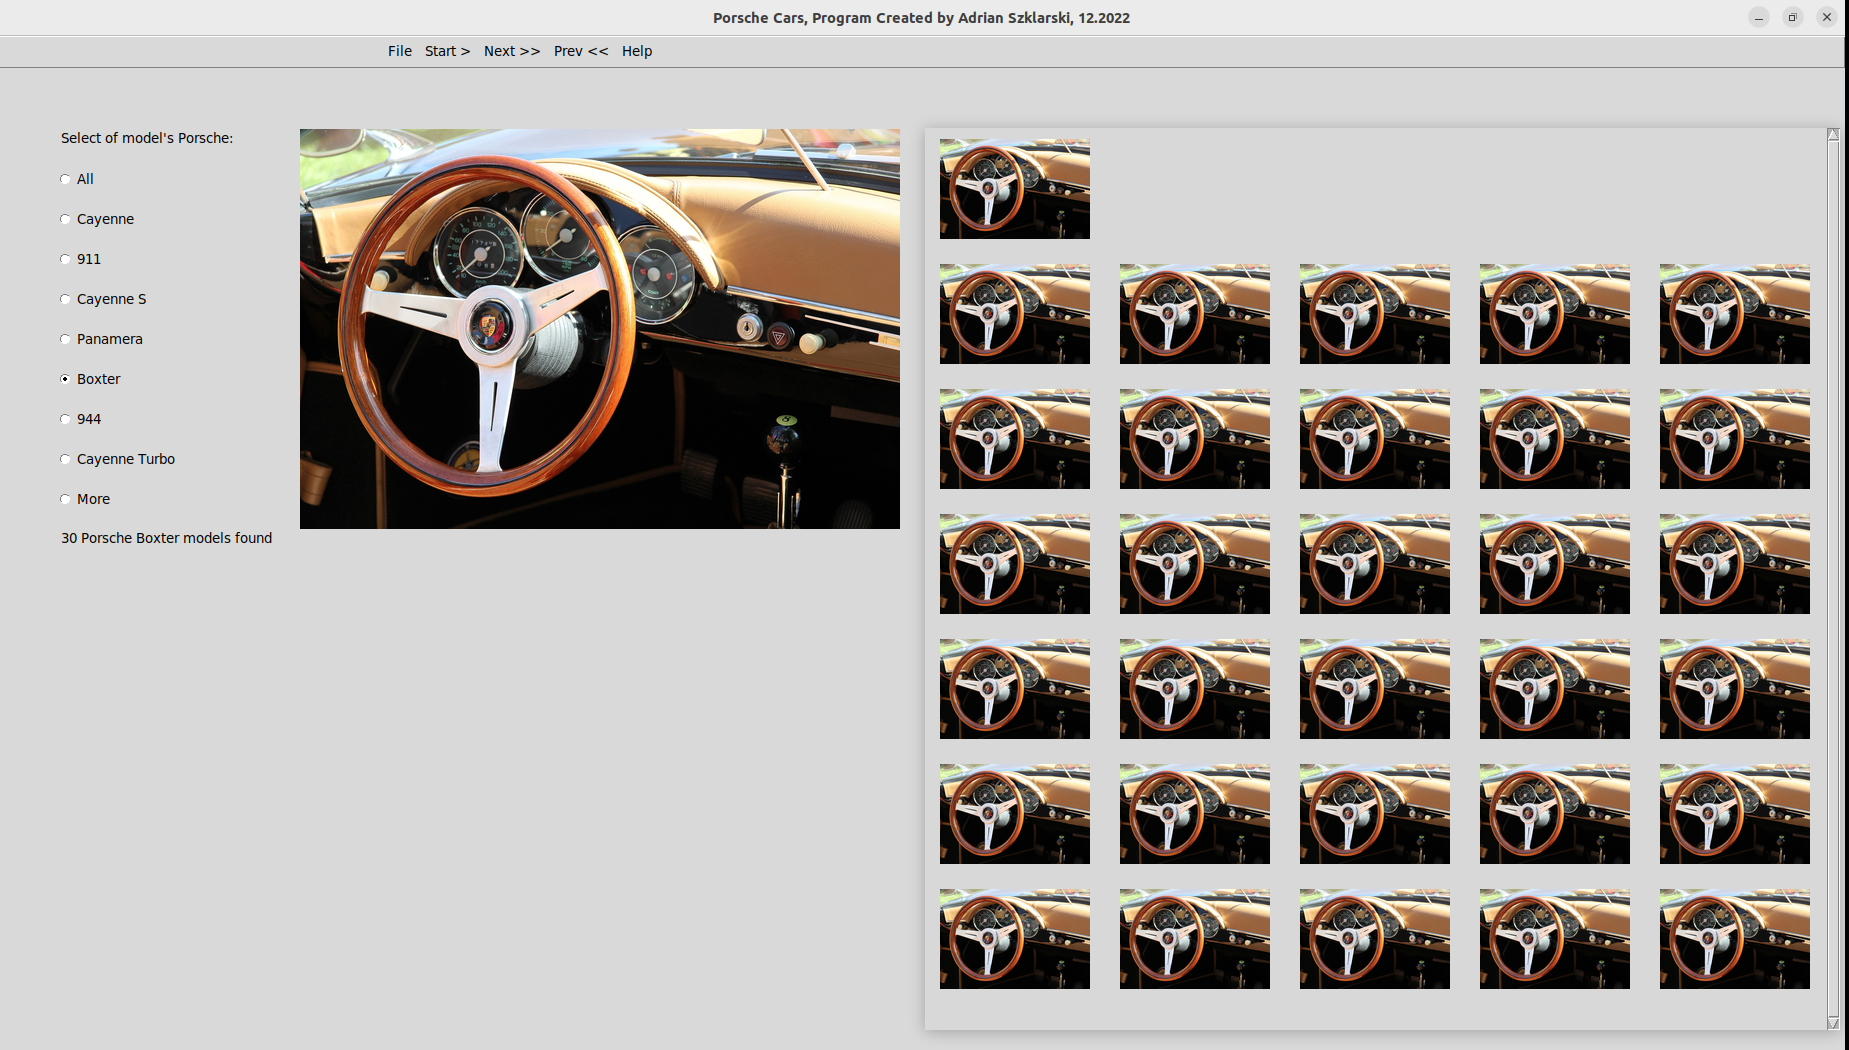 Porsche Cars, Program Created by Adrian Szklarski, 12.2022
File Start > Next >> Prev << Help
Select of model's Porsche:
All
Cayenne
911
Cayenne S
Panamera
Boxter
944
Cayenne Turbo
More
30 Porsche Boxter models found